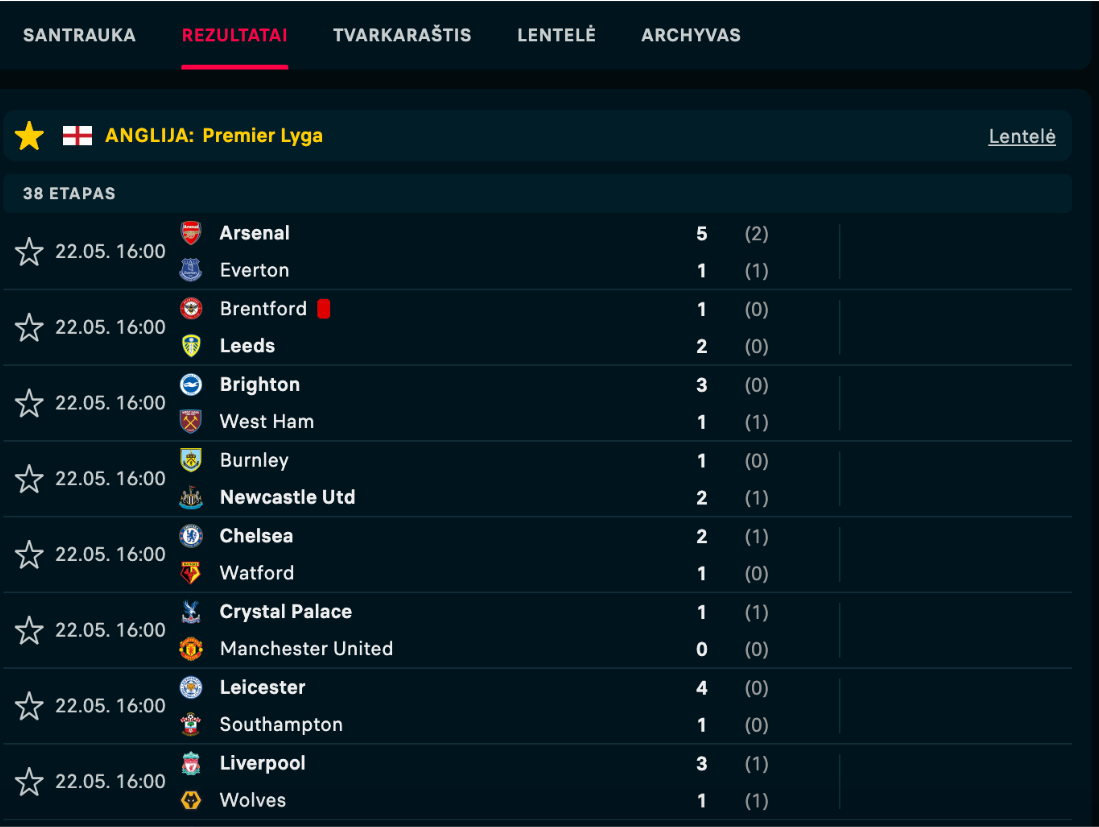 SANTRAUKA REZULTATAI TVARKARAŠTIS LENTELĖ ARCHYVAS
ANGLIJA: Premier Lyga Lentelė
38 ETAPAS
22.05. 16:00
Arsenal 5 (2)
Everton 1 (1)
22.05. 16:00
Brentford 1 (0)
Leeds 2 (0)
22.05. 16:00
Brighton 3 (0)
West Ham 1 (1)
22.05. 16:00
Burnley 1 (0)
Newcastle Utd 2 (1)
22.05. 16:00
Chelsea 2 (1)
Watford 1 (0)
22.05. 16:00
Crystal Palace 1 (1)
Manchester United 0 (0)
22.05. 16:00
Leicester 4 (0)
Southampton 1 (0)
22.05. 16:00
Liverpool 3 (1)
Wolves 1 (1)